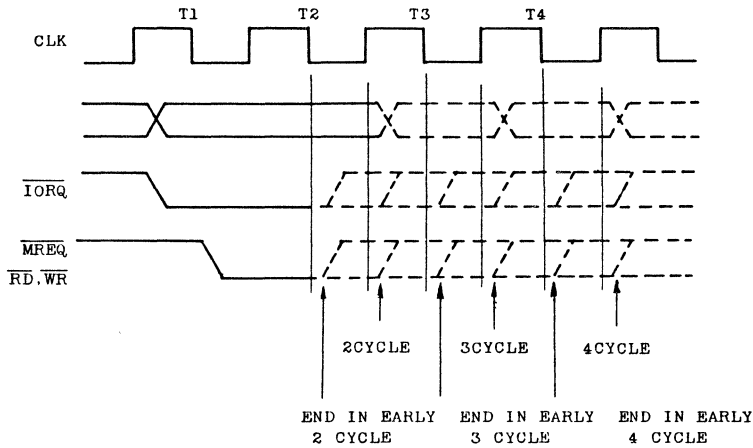 T1 T2 T3 T4
CLK
IORQ
MREQ
RD,WR
2CYCLE 3CYCLE 4CYCLE
END IN EARLY END IN EARLY END IN EARLY
2 CYCLE 3 CYCLE 4 CYCLE